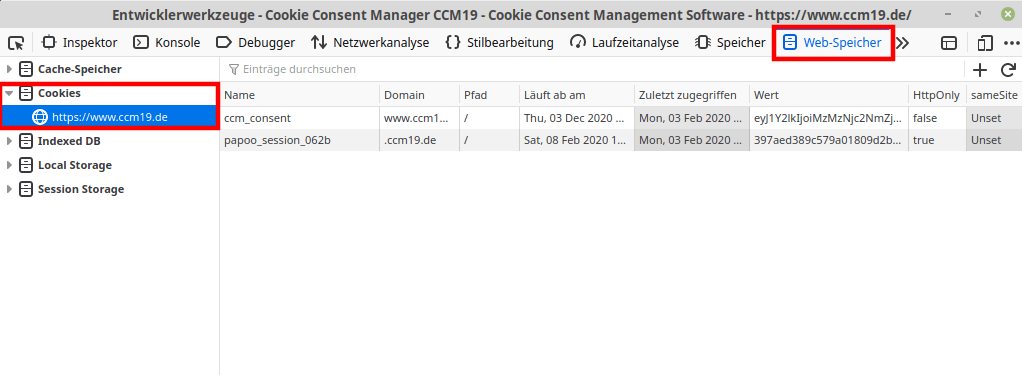 Entwicklerwerkzeuge - Cookie Consent Manager CCM19 - Cookie Consent Management Software - https://www.ccm19.de/
Inspektor Konsole Debugger Netzwerkanalyse Stilbearbeitung Laufzeitanalyse Speicher Web-Speicher
Cache-Speicher
Cookies
https://www.ccm19.de
Indexed DB
Local Storage
Session Storage
Einträge durchsuchen
Name Domain Pfad Läuft ab am Zuletzt zugegriffen Wert HttpOnly sameSite
ccm_consent www.ccm1... / Thu, 03 Dec 2020 ... Mon, 03 Feb 2020 ... eyJ1Y2lkIjoiMzMzNjc2NmZj... false Unset
papoo_session_062b .ccm19.de / Sat, 08 Feb 2020 1... Mon, 03 Feb 2020 ... 397aed389c579a01809d2b... true Unset